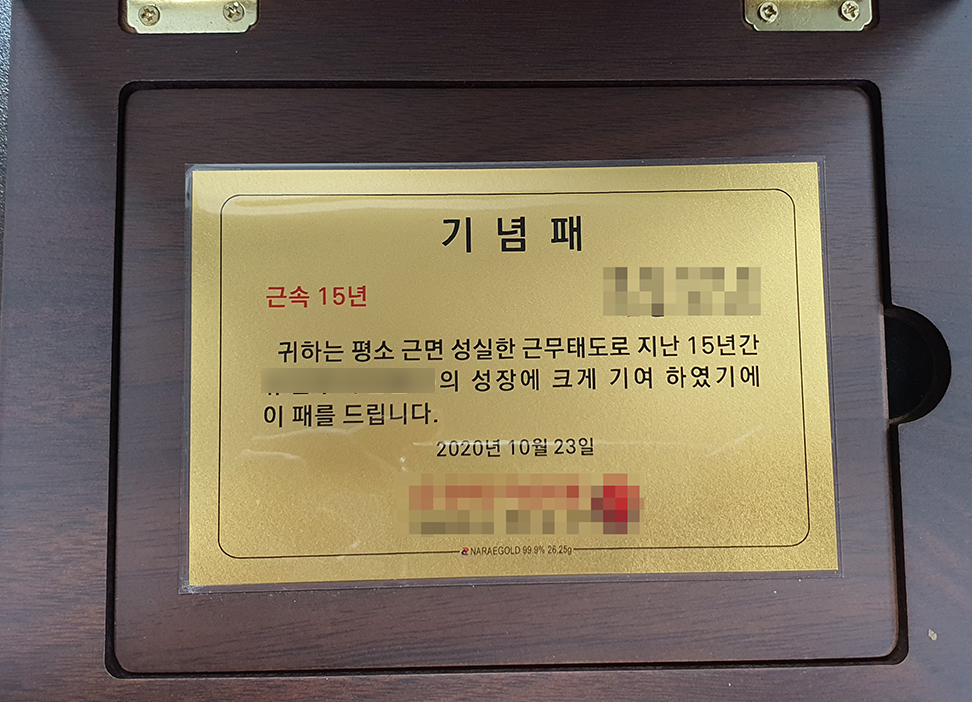 기념패
근속 15년
귀하는 평소 근면 성실한 근무태도로 지난 15년간
의 성장에 크게 기여 하였기에
이 패를 드립니다.
2020년 10월 23일
NARAEGOLD 99.9% 26.25g